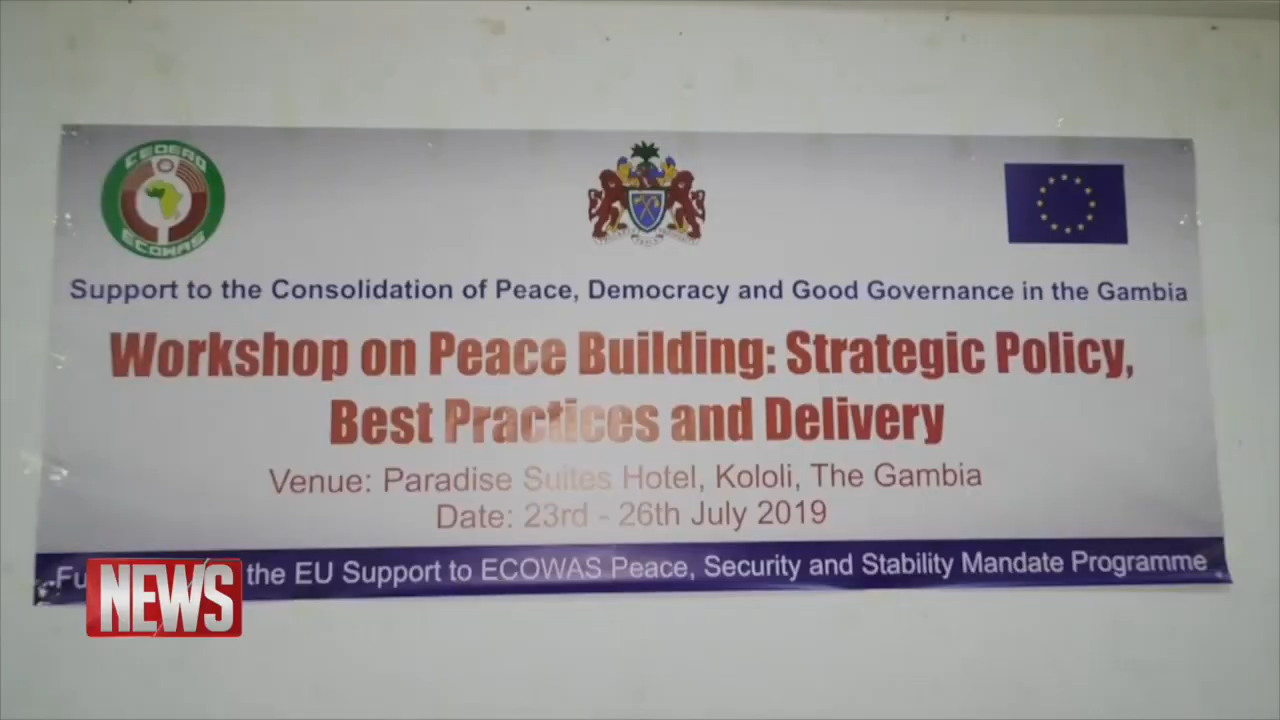 CEDEAO
ECOWAS
Support to the Consolidation of Peace, Democracy and Good Governance in the Gambia
Workshop on Peace Building: Strategic Policy,
Best Practices and Delivery
Venue: Paradise Suites Hotel, Kololi, The Gambia
Date: 23rd - 26th July 2019
the EU Support to ECOWAS Peace, Security and Stability Mandate Programme
NEWS